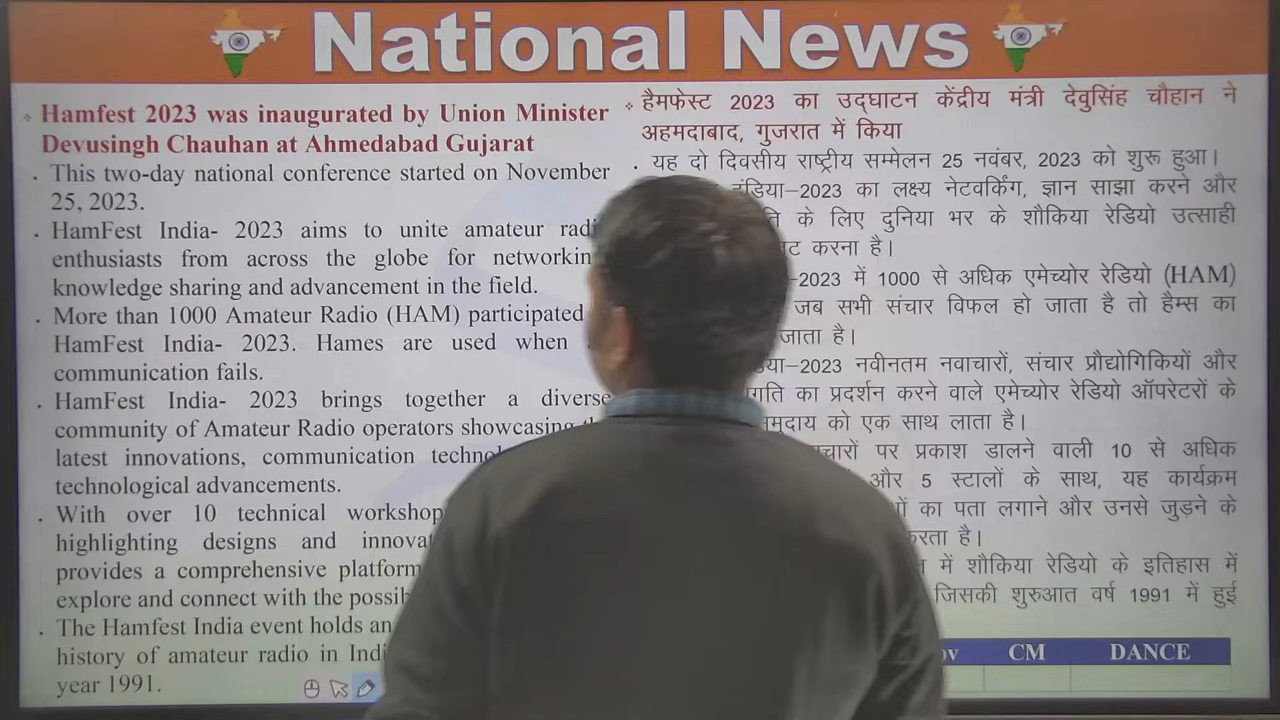 National News
Hamfest 2023 was inaugurated by Union Minister
Devusingh Chauhan at Ahmedabad Gujarat
. This two-day national conference started on November
25, 2023.
. HamFest India- 2023 aims to unite amateur
enthusiasts from across the globe for
knowledge sharing and advancement in the field.
. More than 1000 Amateur Radio (HAM) participated
HamFest India- 2023. Hames are used when
communication fails.
. HamFest India- 2023 brings together a diverse
community of Amateur Radio operators showcasing
latest innovations, communication
technological advancements.
. With over 10 technical
highlighting designs and
provides a comprehensive platform
explore and connect with the
. The Hamfest India event holds an
history of amateur radio in
year 1991.
हैमफेस्ट 2023 का उद्घाटन केंद्रीय मंत्री देवुसिंह चौहान ने
अहमदाबाद, गुजरात में किया
. यह दो दिवसीय राष्ट्रीय सम्मेलन 25 नवंबर, 2023 को शुरू हुआ।
–2023 का लक्ष्य नेटवर्किंग, ज्ञान साझा करने और
के लिए दुनिया भर के शौकिया रेडियो उत्साही
करना है।
–2023 में 1000 से अधिक एमेच्योर रेडियो (HAM)
जब सभी संचार विफल हो जाता है तो हैम्स का
जाता है।
–2023 नवीनतम नवाचारों, संचार प्रौद्योगिकियों और
का प्रदर्शन करने वाले एमेच्योर रेडियो ऑपरेटरों के
को एक साथ लाता है।
पर प्रकाश डालने वाली 10 से अधिक
और 5 स्टालों के साथ, यह कार्यक्रम
का पता लगाने और उनसे जुड़ने के
है।
में शौकिया रेडियो के इतिहास में
जिसकी शुरुआत वर्ष 1991 में हुई
CM DANCE